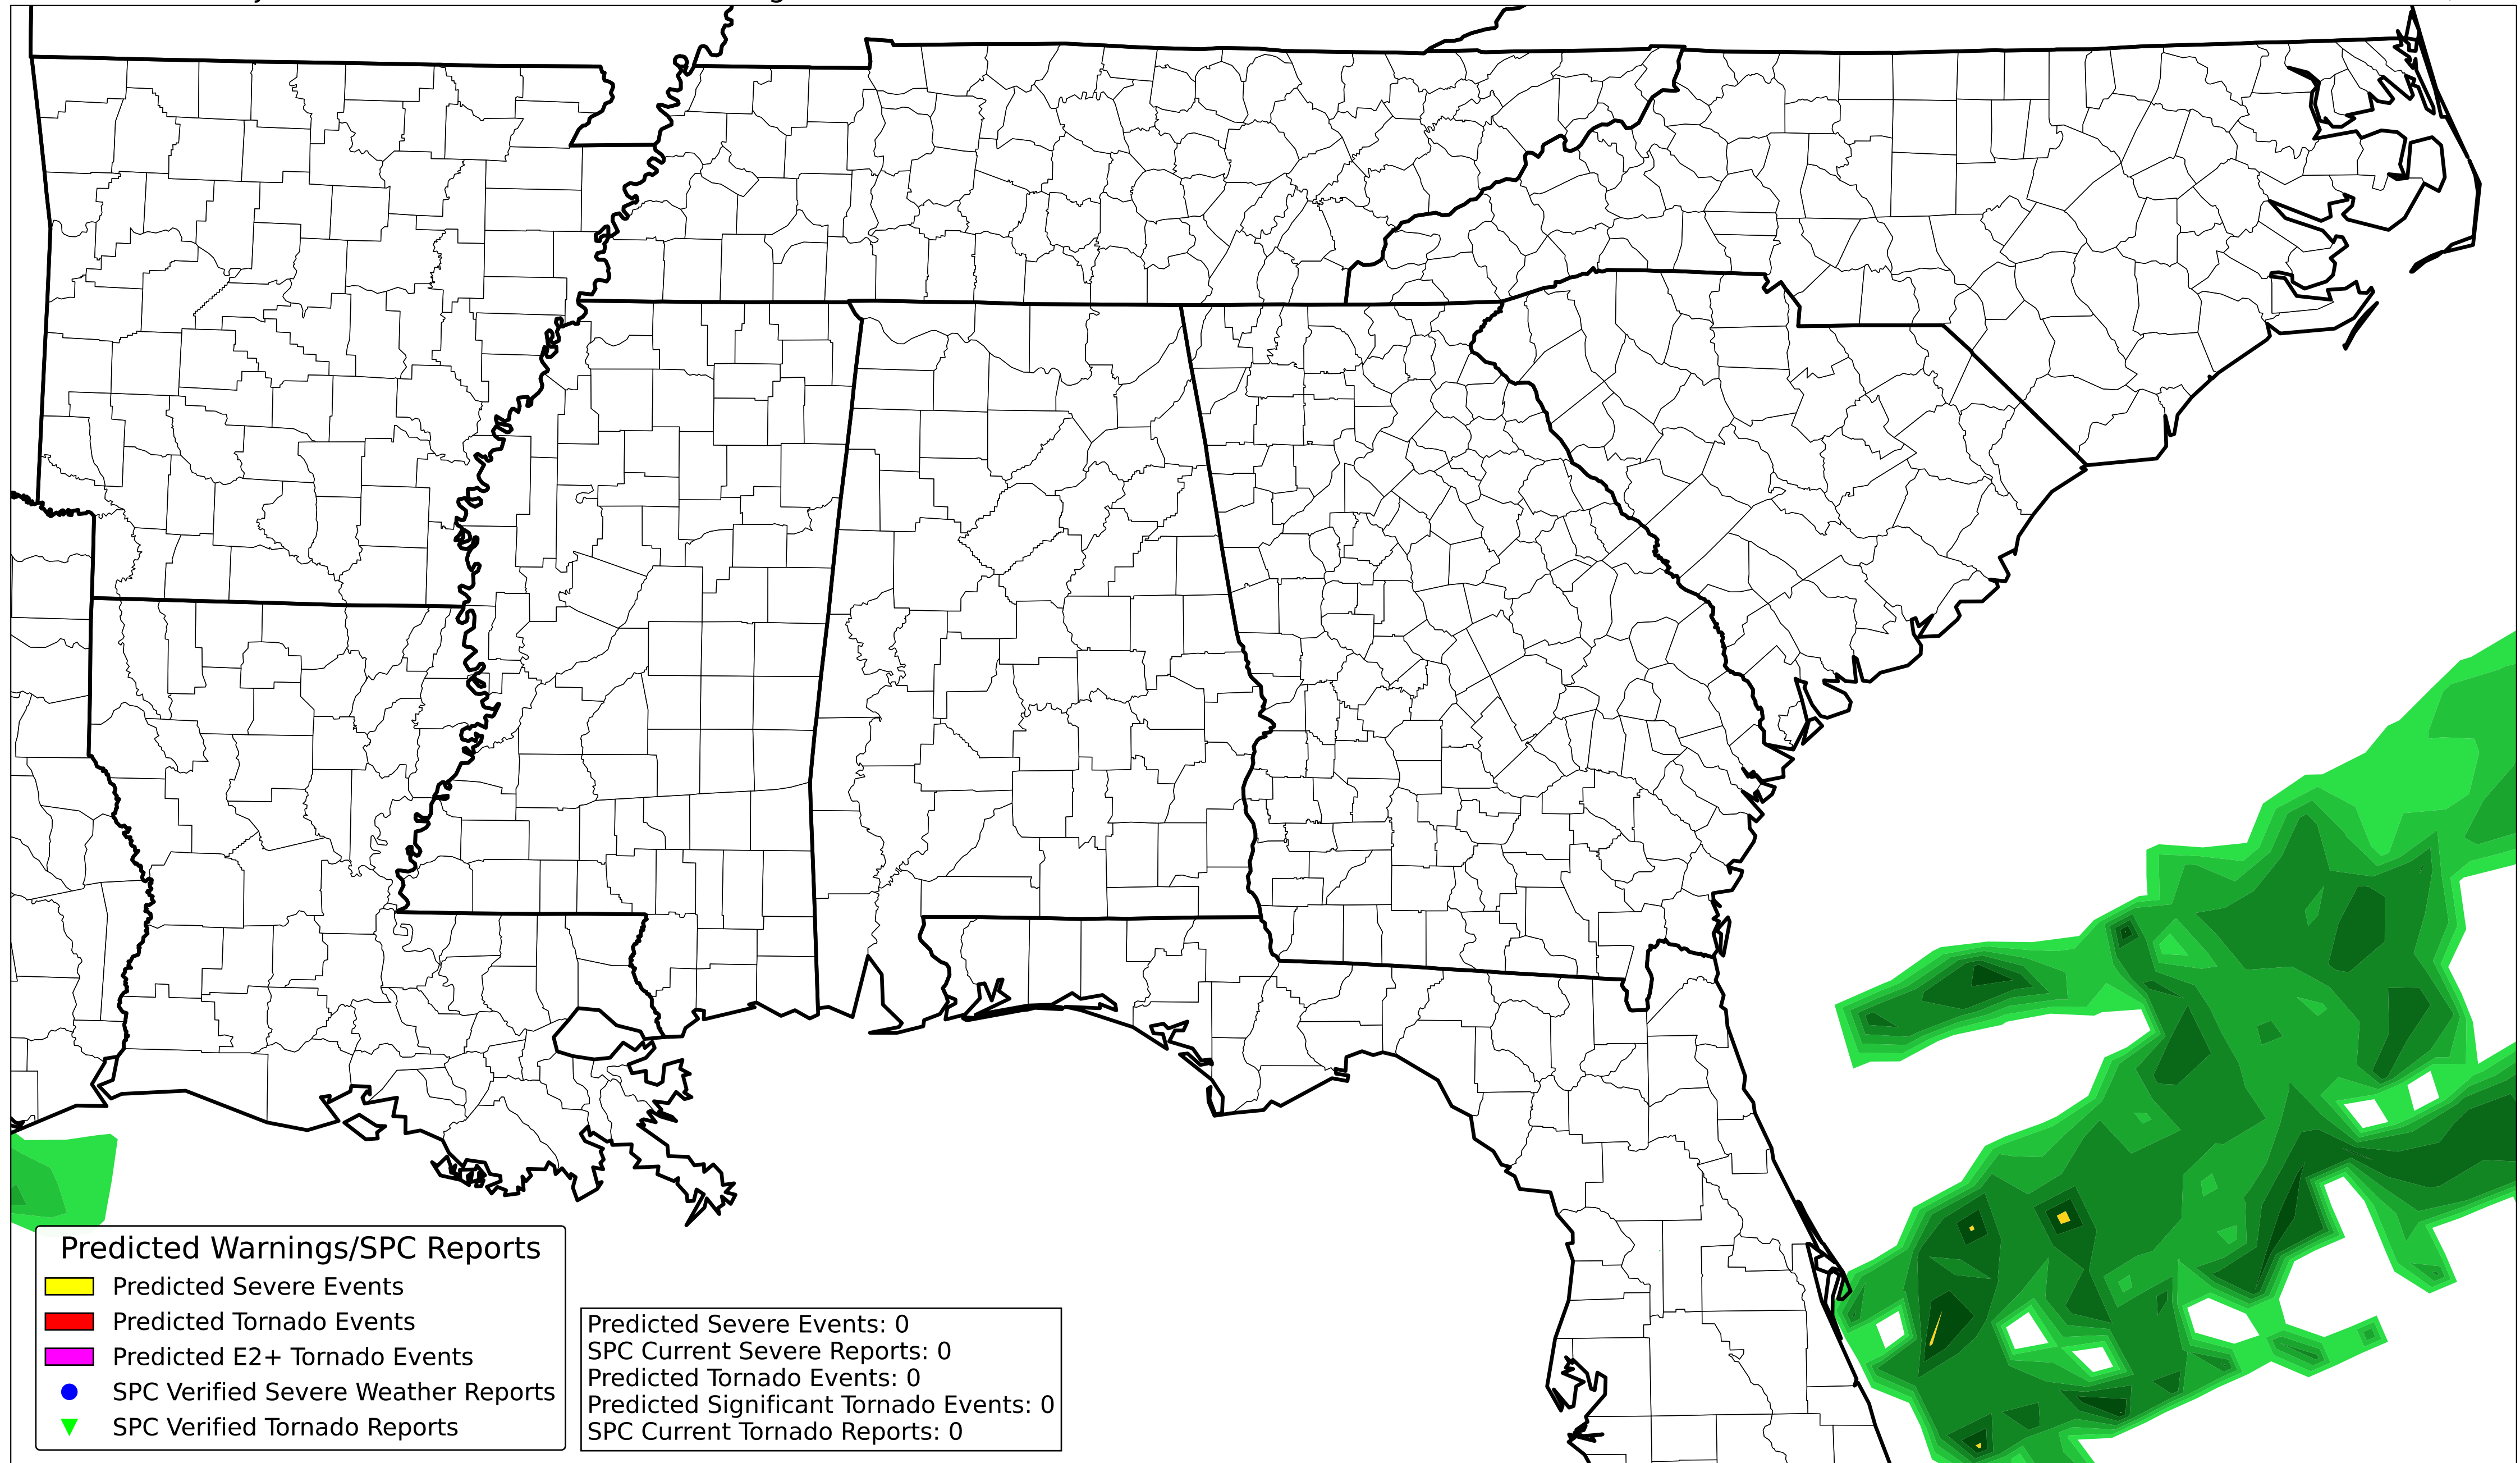 Predicted Warnings/SPC Reports
Predicted Severe Events
Predicted Tornado Events
Predicted E2+ Tornado Events
SPC Verified Severe Weather Reports
SPC Verified Tornado Reports
Predicted Severe Events: 0
SPC Current Severe Reports: 0
Predicted Tornado Events: 0
Predicted Significant Tornado Events: 0
SPC Current Tornado Reports: 0